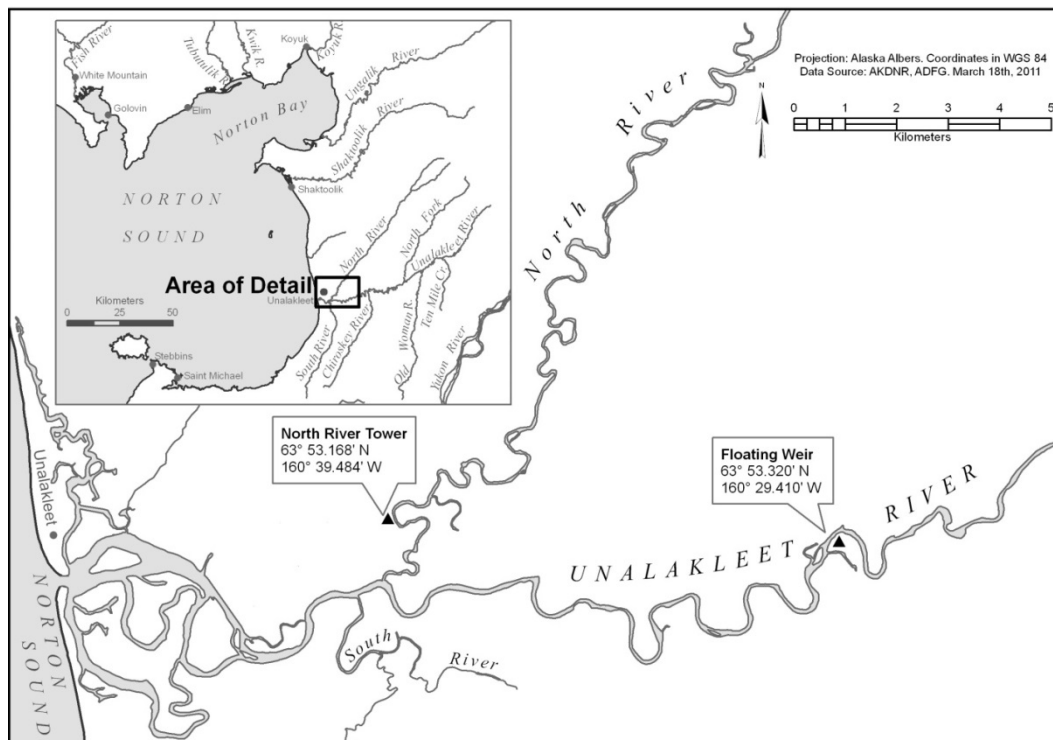 Projection: Alaska Albers. Coordinates in WGS 84
Data Source: AKDNR, ADFG. March 18th, 2011
0 1 2 3 4 5
Kilometers
Fish River
White Mountain
Golovin
Tubutulik R.
Kwik R.
Koyuk
Koyuk R.
Elim
Norton Bay
Ungalik River
Shaktoolik River
Shaktoolik
NORTON
SOUND
North River
North Fork
Unalakleet River
Area of Detail
Unalakleet
Kilometers
0 25 50
Stebbins
Saint Michael
South River
Chiroskey River
Old Woman R.
Ten Mile Cr.
Yukon River
North River
North River Tower
63° 53.168' N
160° 39.484' W
Floating Weir
63° 53.320' N
160° 29.410' W
Unalakleet
UNALAKLEET RIVER
South River
NORTON
SOUND